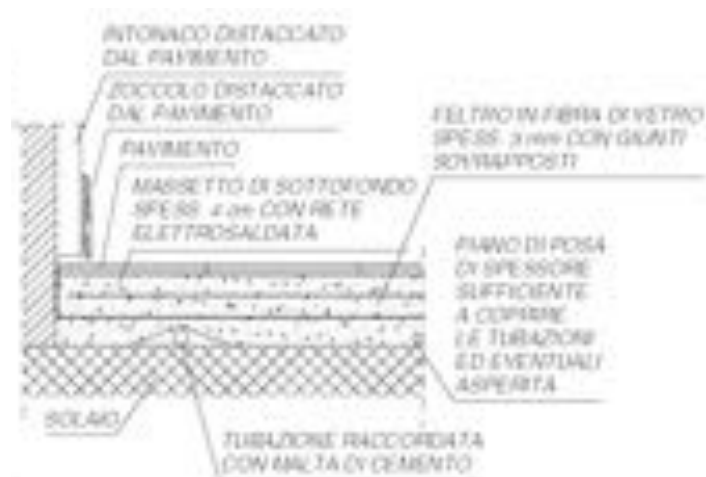 INTONACO DISTACCATO
DAL PAVIMENTO
ZOCCOLO DISTACCATO
DAL PAVIMENTO
PAVIMENTO
MASSETTO DI SOTTOFONDO
SPESS. 4 cm CON RETE
ELETTROSALDATA
FELTRO IN FIBRA DI VETRO
SPESS. 3 mm CON GIUNTI
SOVRAPPOSTI
PIANO DI POSA
DI SPESSORE
SUFFICIENTE
A COPRIRE
LE TUBAZIONI
ED EVENTUALI
ASPERITÀ
SOLAIO
TUBAZIONE RACCORDATA
CON MALTA DI CEMENTO